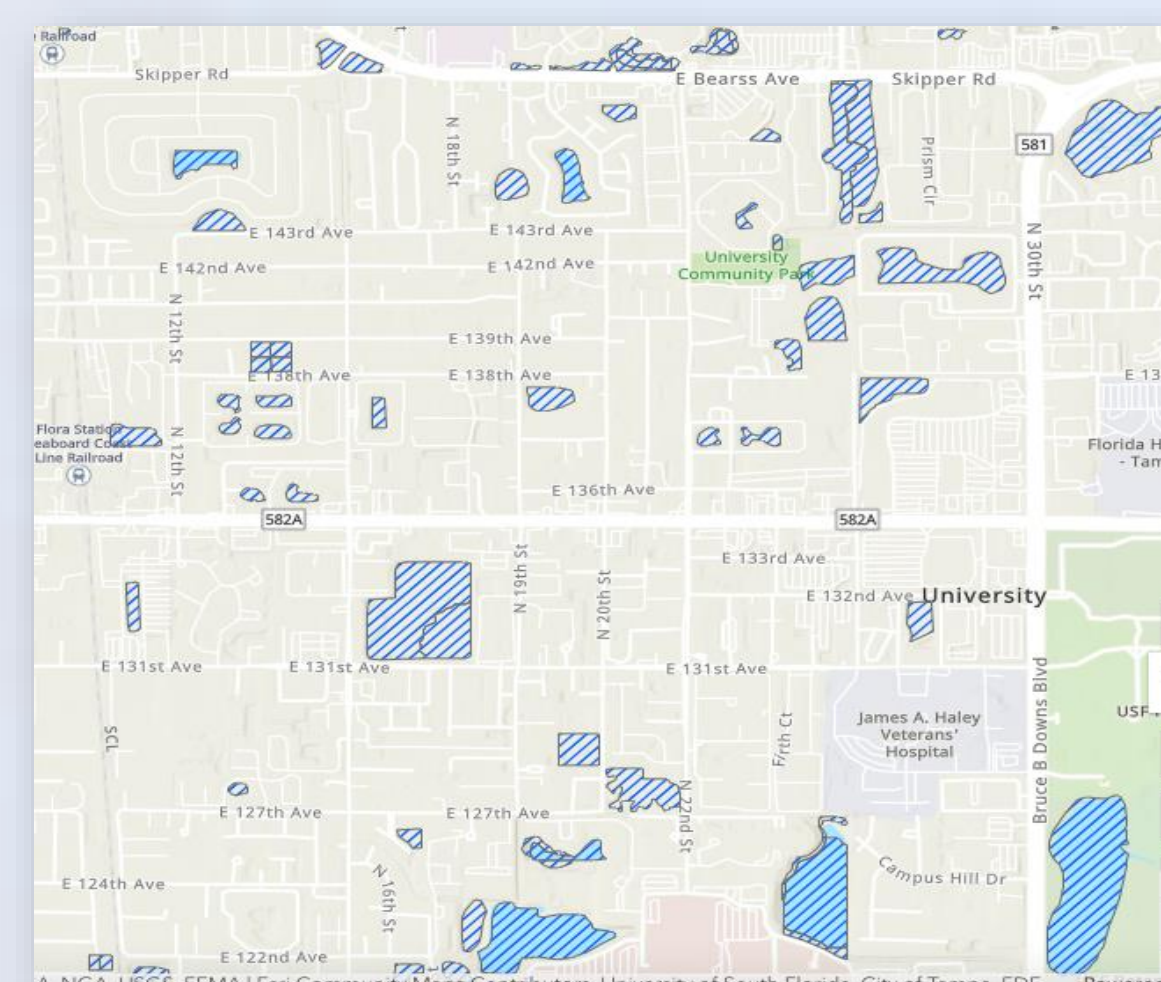 Railroad
Skipper Rd
E Bearss Ave
Skipper Rd
N 18th St
Prism Cir
581
E 143rd Ave
E 143rd Ave
N 30th St
E 142nd Ave
E 142nd Ave
University
Community Park
N 12th St
E 139th Ave
E 138th Ave
E 138th Ave
E 13
Flora Station
eaboard Coast
Line Railroad
N 12th St
Florida H
- Tam
E 136th Ave
582A
582A
N 19th St
N 20th St
E 133rd Ave
E 132nd Ave
University
E 131st Ave
E 131st Ave
E 131st Ave
SCL
James A. Haley
Veterans'
Hospital
USF
Bruce B Downs Blvd
N 22nd St
E 127th Ave
E 127th Ave
N 16th St
E 124th Ave
Campus Hill Dr
E 122nd Ave